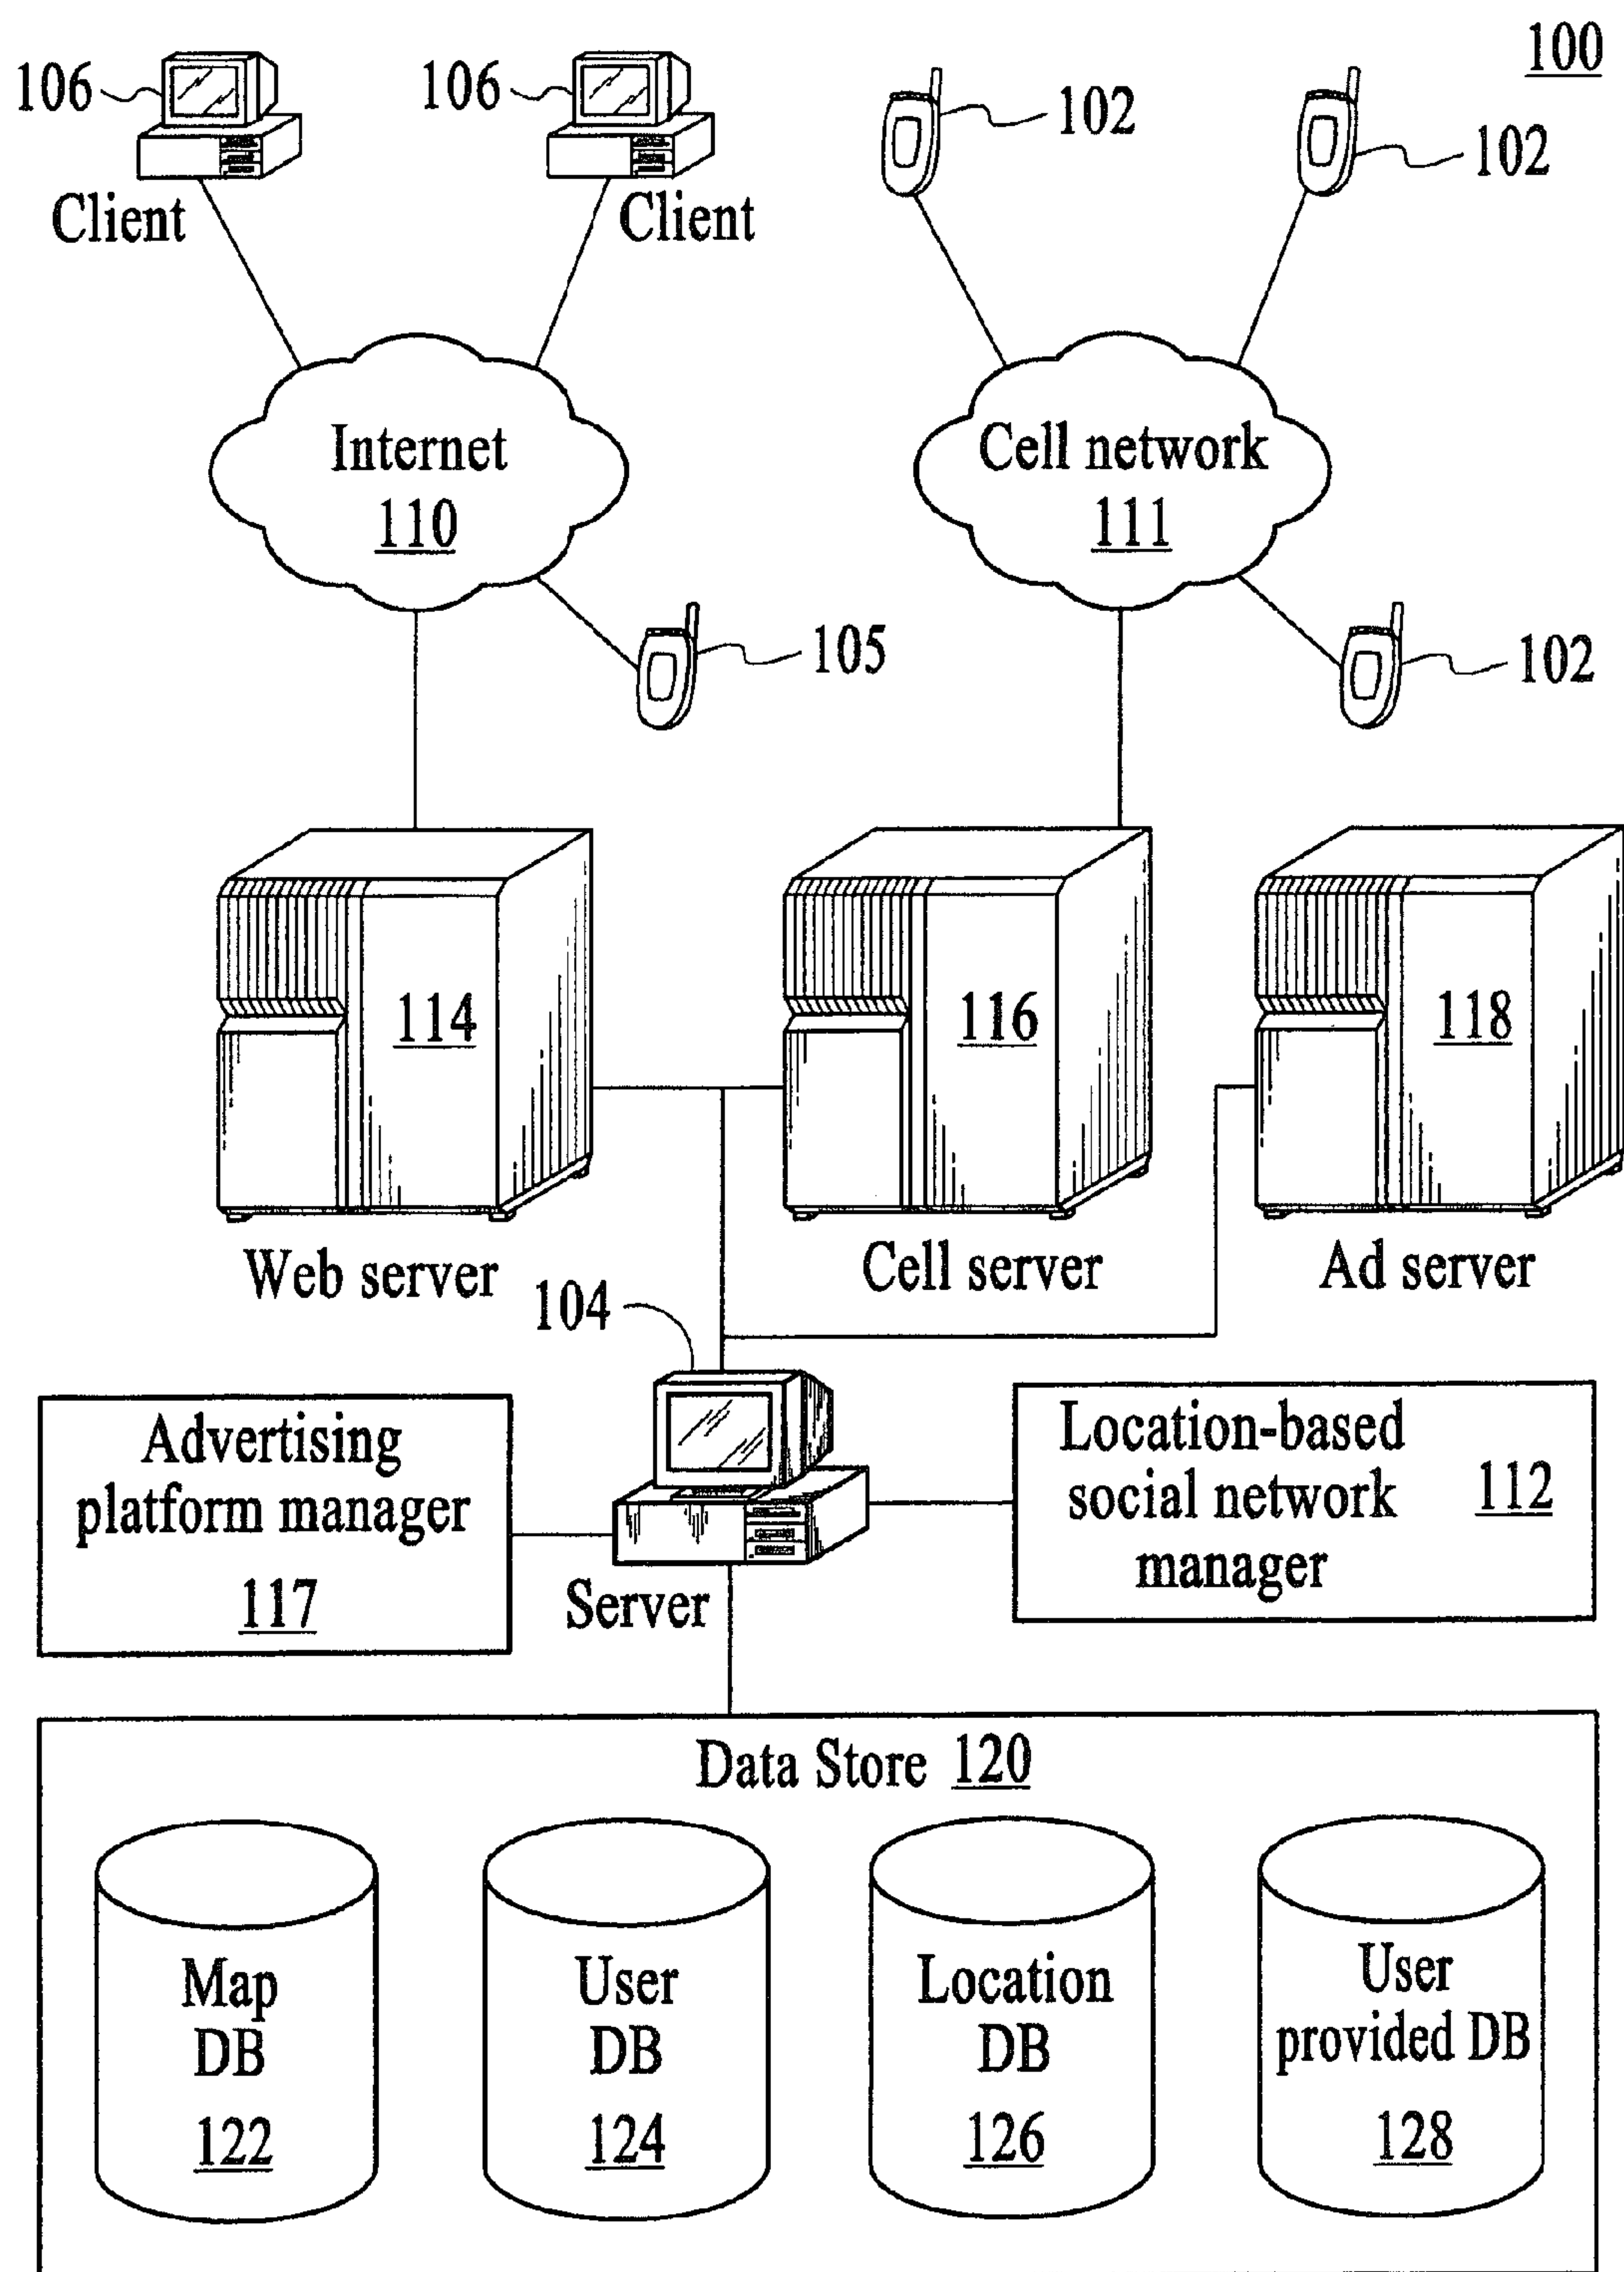 100
106
106
102
102
Client
Client
Internet
110
Cell network
111
105
102
114
116
118
Web server
Cell server
Ad server
104
Advertising
platform manager
117
Server
Location-based
social network
manager
112
Data Store 120
Map
DB
122
User
DB
124
Location
DB
126
User
provided DB
128